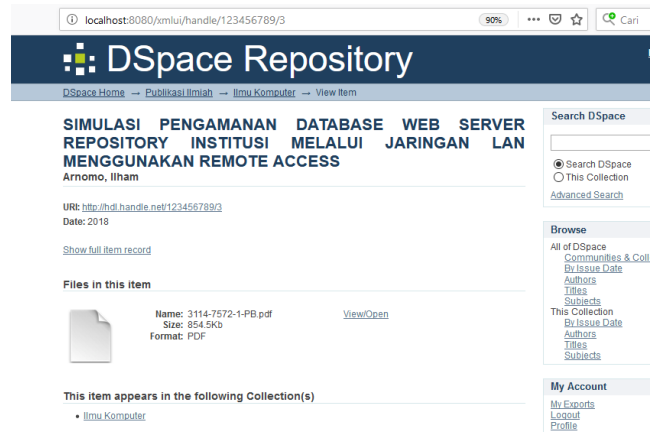 localhost:8080/xmlui/handle/123456789/3
90%
Cari
DSpace Repository
DSpace Home → Publikasi Ilmiah → Ilmu Komputer → View Item
SIMULASI PENGAMANAN DATABASE WEB SERVER
REPOSITORY INSTITUSI MELALUI JARINGAN LAN
MENGGUNAKAN REMOTE ACCESS
Arnomo, Ilham
URI: http://hdl.handle.net/123456789/3
Date: 2018
Show full item record
Files in this item
Name: 3114-7572-1-PB.pdf
Size: 854.5Kb
Format: PDF
View/Open
This item appears in the following Collection(s)
• Ilmu Komputer
Search DSpace
Search DSpace
This Collection
Advanced Search
Browse
All of DSpace
Communities & Coll
By Issue Date
Authors
Titles
Subjects
This Collection
By Issue Date
Authors
Titles
Subjects
My Account
My Exports
Logout
Profile